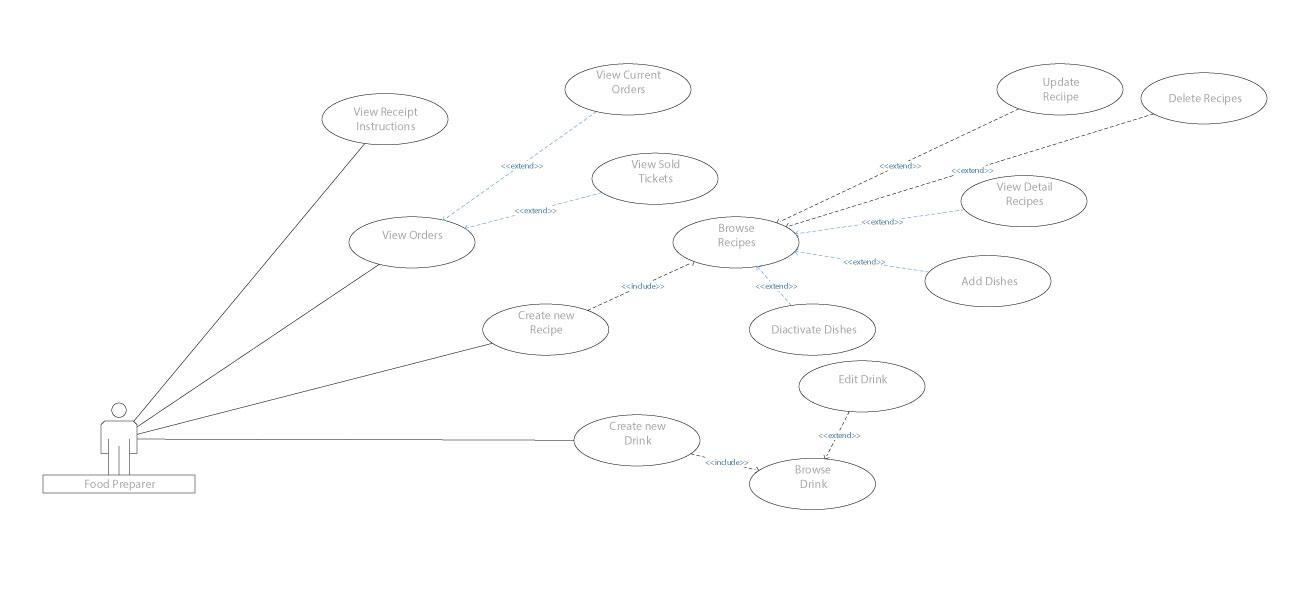 View Current
Orders
Update
Reciipe
Delete Recipes
View Receipt
Instructions
<<extend>>
<<extend>>
View Sold
Tickets
<<extend>>
View Detail
Recipes
<<extend>>
<<extend>>
View Orders
Browse
Recipes
<<extend>>
Add Dishes
<<include>>
<<extend>>
Create new
Recipe
Diactivate Dishes
Edit Drink
Create new
Drink
<<extend>>
<<include>>
Browse
Drink
Food Preparer